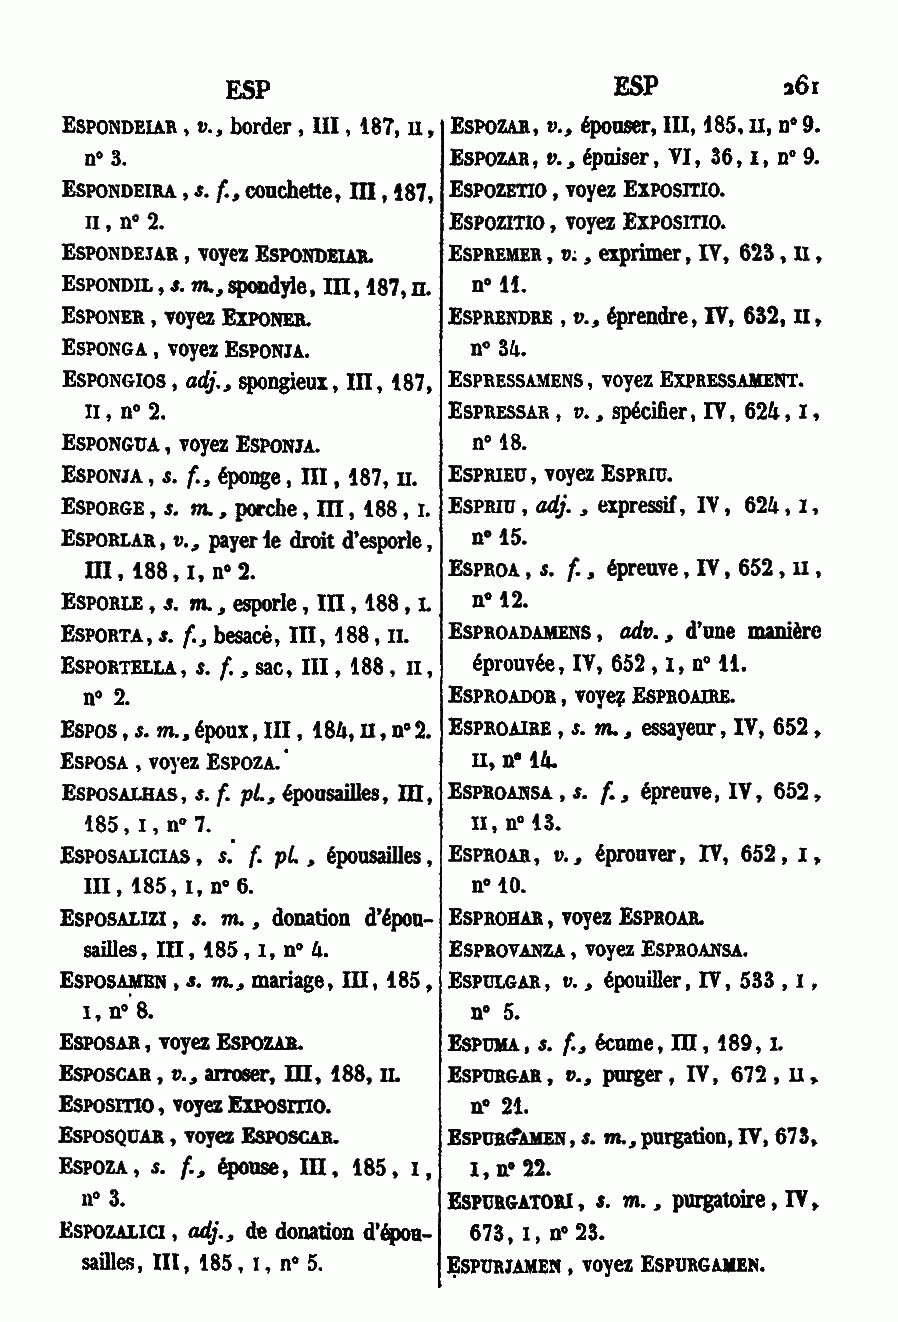 ESP
ESP 261
ESPONDEIAR, v., border, III, 187, II,
n° 3.
ESPONDEIRA, s. f., couchette, III, 187,
II, n° 2.
ESPONDEJAR, voyez ESPONDEIAR.
ESPONDIL, s. m., spondyle, III, 187, II.
ESPONER, voyez EXPONER.
ESPONGA, voyez ESPONJA.
ESPONGIOS, adj., spongieux, III, 187,
II, n° 2.
ESPONGUA, voyez ESPONJA.
ESPONJA, s. f., éponge, III, 187, II.
ESPORGE, s. m., porche, III, 188, I.
ESPORLAR, v., payer le droit d'esporle,
III, 188, I, n° 2.
ESPORLE, s. m., esporle, III, 188, I.
ESPORTA, s. f., besace, III, 188, II.
ESPORTELLA, s. f., sac, III, 188, II,
n° 2.
ESPOS, s. m., époux, III, 184, II, n° 2.
ESPOSA, voyez ESPOZA.
ESPOSALHAS, s. f. pl., épousailles, III,
185, I, n° 7.
ESPOSALICIAS, s. f. pl., épousailles,
III, 185, I, n° 6.
ESPOSALIZI, s. m., donation d'épou-
sailles, III, 185, I, n° 4.
ESPOSAMEN, s. m., mariage, III, 185,
I, n° 8.
ESPOSAR, voyez ESPOZAR.
ESPOSCAR, v., arroser, III, 188, II.
ESPOSITIO, voyez EXPOSITIO.
ESPOSQUAR, voyez ESPOSCAR.
ESPOZA, s. f., épouse, III, 185, I,
n° 3.
ESPOZALICI, adj., de donation d'épou-
sailles, III, 185, I, n° 5.
ESPOZAR, v., épouser, III, 185, II, n° 9.
ESPOZAR, v., épuiser, VI, 36, I, n° 9.
ESPOZETIO, voyez EXPOSITIO.
ESPOZITIO, voyez EXPOSITIO.
ESPREMER, v., exprimer, IV, 623, II,
n° 11.
ESPRENDRE, v., éprendre, IV, 632, II,
n° 34.
ESPRESSAMENS, voyez EXPRESSAMENT.
ESPRESSAR, v., spécifier, IV, 624, I,
n° 18.
ESPRIEU, voyez ESPRIU.
ESPRIU, adj., expressif, IV, 624, I,
n° 15.
ESPROA, s. f., épreuve, IV, 652, II,
n° 12.
ESPROADAMENS, adv., d'une manière
éprouvée, IV, 652, I, n° 11.
ESPROADOR, voyez ESPROAIRE.
ESPROAIRE, s. m., essayeur, IV, 652,
II, n° 14.
ESPROANSA, s. f., épreuve, IV, 652,
II, n° 13.
ESPROAR, v., éprouver, IV, 652, I,
n° 10.
ESPROHAR, voyez ESPROAR.
ESPROVANZA, voyez ESPROANSA.
ESPULGAR, v., épouiller, IV, 533, I,
n° 5.
ESPUMA, s. f., écume, III, 189, I.
ESPURGAR, v., purger, IV, 672, II,
n° 21.
ESPURGAMEN, s. m., purgation, IV, 673,
I, n° 22.
ESPURGATORI, s. m., purgatoire, IV,
673, I, n° 23.
ESPURJAMEN, voyez ESPURGAMEN.